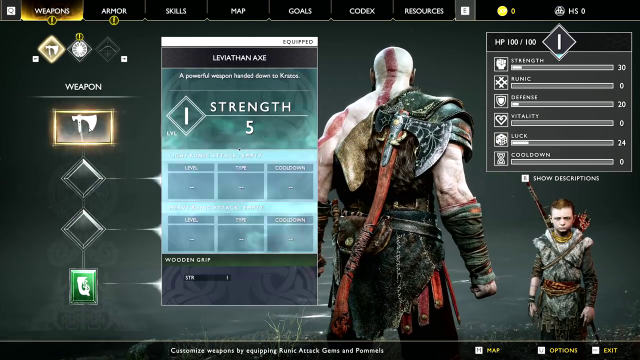 Q WEAPONS ARMOR SKILLS MAP GOALS CODEX RESOURCES E 0 HS 0
EQUIPPED
LEVIATHAN AXE
A powerful weapon handed down to Kratos.
I
LVL
STRENGTH
5
LEVEL TYPE COOLDOWN
-- -- --
LEVEL TYPE COOLDOWN
-- -- --
WOODEN GRIP
STR 1
WEAPON
HP 100 / 100
I
STRENGTH
30
RUNIC
0
DEFENSE
20
VITALITY
0
LUCK
24
COOLDOWN
0
SHOW DESCRIPTIONS
Customize weapons by equipping Runic Attack Gems and Pommels
MAP
OPTIONS
EXIT